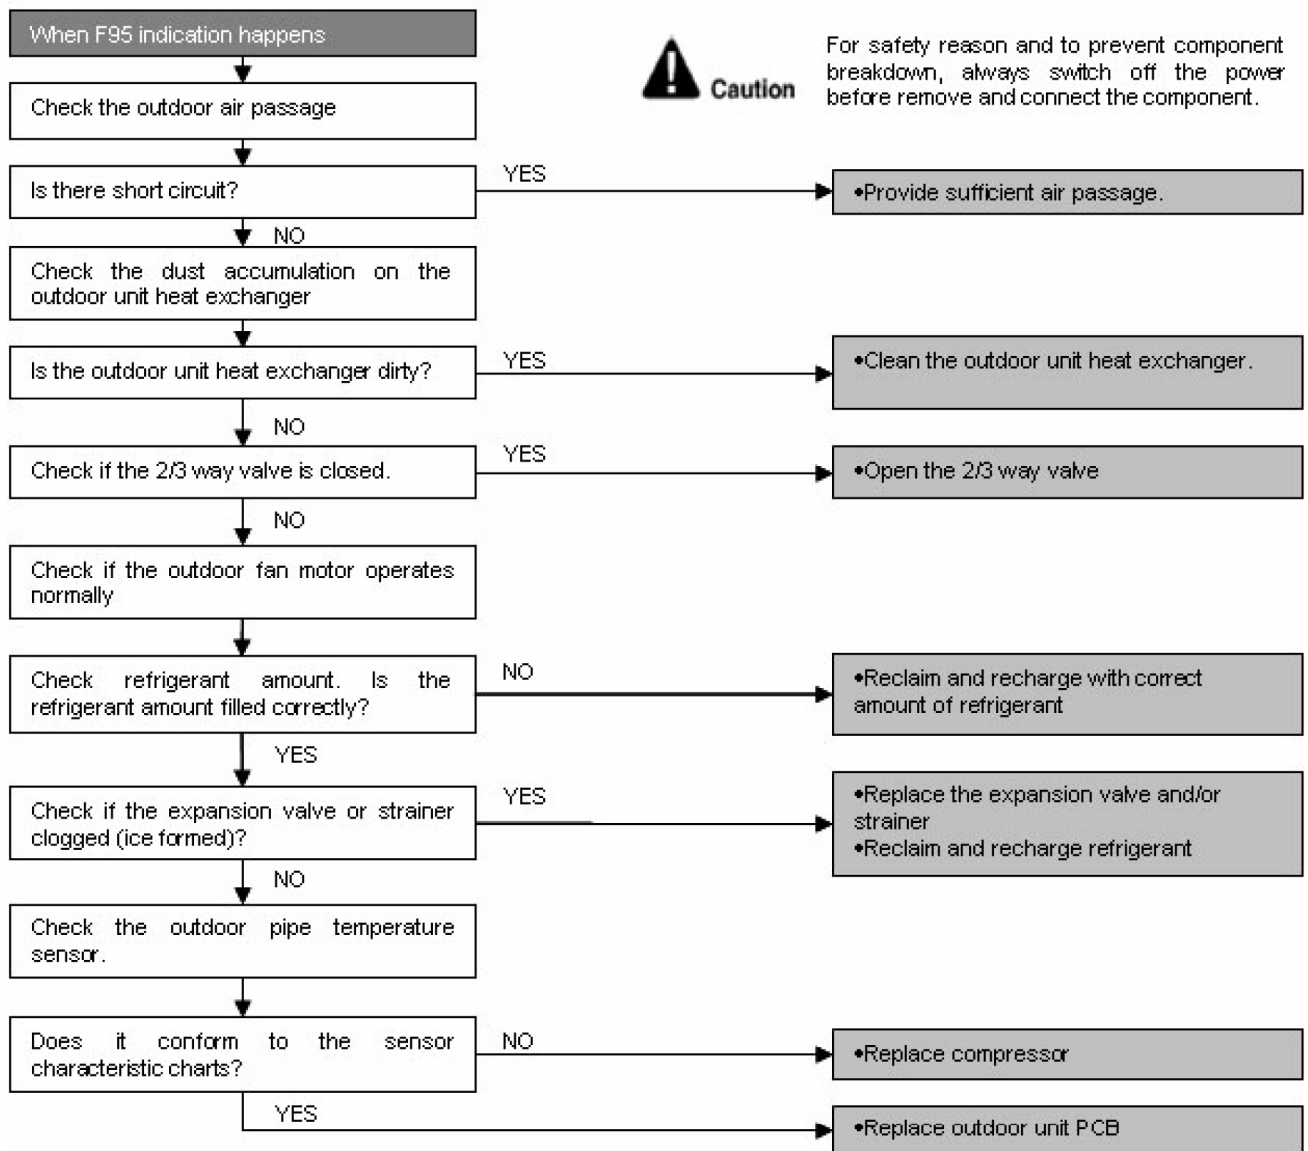 When F95 indication happens
Caution
For safety reason and to prevent component
breakdown, always switch off the power
before remove and connect the component.
Check the outdoor air passage
Is there short circuit?
YES
•Provide sufficient air passage.
NO
Check the dust accumulation on the
outdoor unit heat exchanger
Is the outdoor unit heat exchanger dirty?
YES
•Clean the outdoor unit heat exchanger.
NO
Check if the 2/3 way valve is closed.
YES
•Open the 2/3 way valve
NO
Check if the outdoor fan motor operates
normally
Check refrigerant amount. Is the
refrigerant amount filled correctly?
NO
•Reclaim and recharge with correct
amount of refrigerant
YES
Check if the expansion valve or strainer
clogged (ice formed)?
YES
•Replace the expansion valve and/or
strainer
•Reclaim and recharge refrigerant
NO
Check the outdoor pipe temperature
sensor.
Does it conform to the sensor
characteristic charts?
NO
•Replace compressor
YES
•Replace outdoor unit PCB